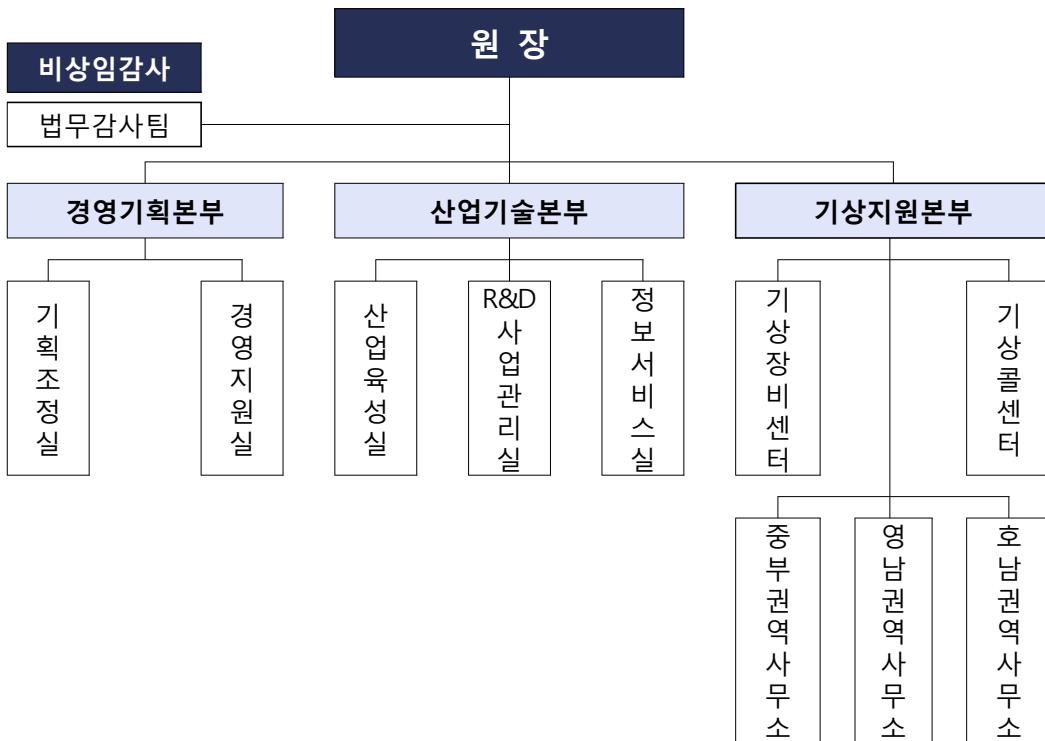 원 장
비상임감사
법무감사팀
경영기획본부
산업기술본부
기상지원본부
기획조정실
경영지원실
산업육성실
R&D
사업관리실
정보서비스실
기상장비센터
기상콜센터
중부권역사무소
영남권역사무소
호남권역사무소